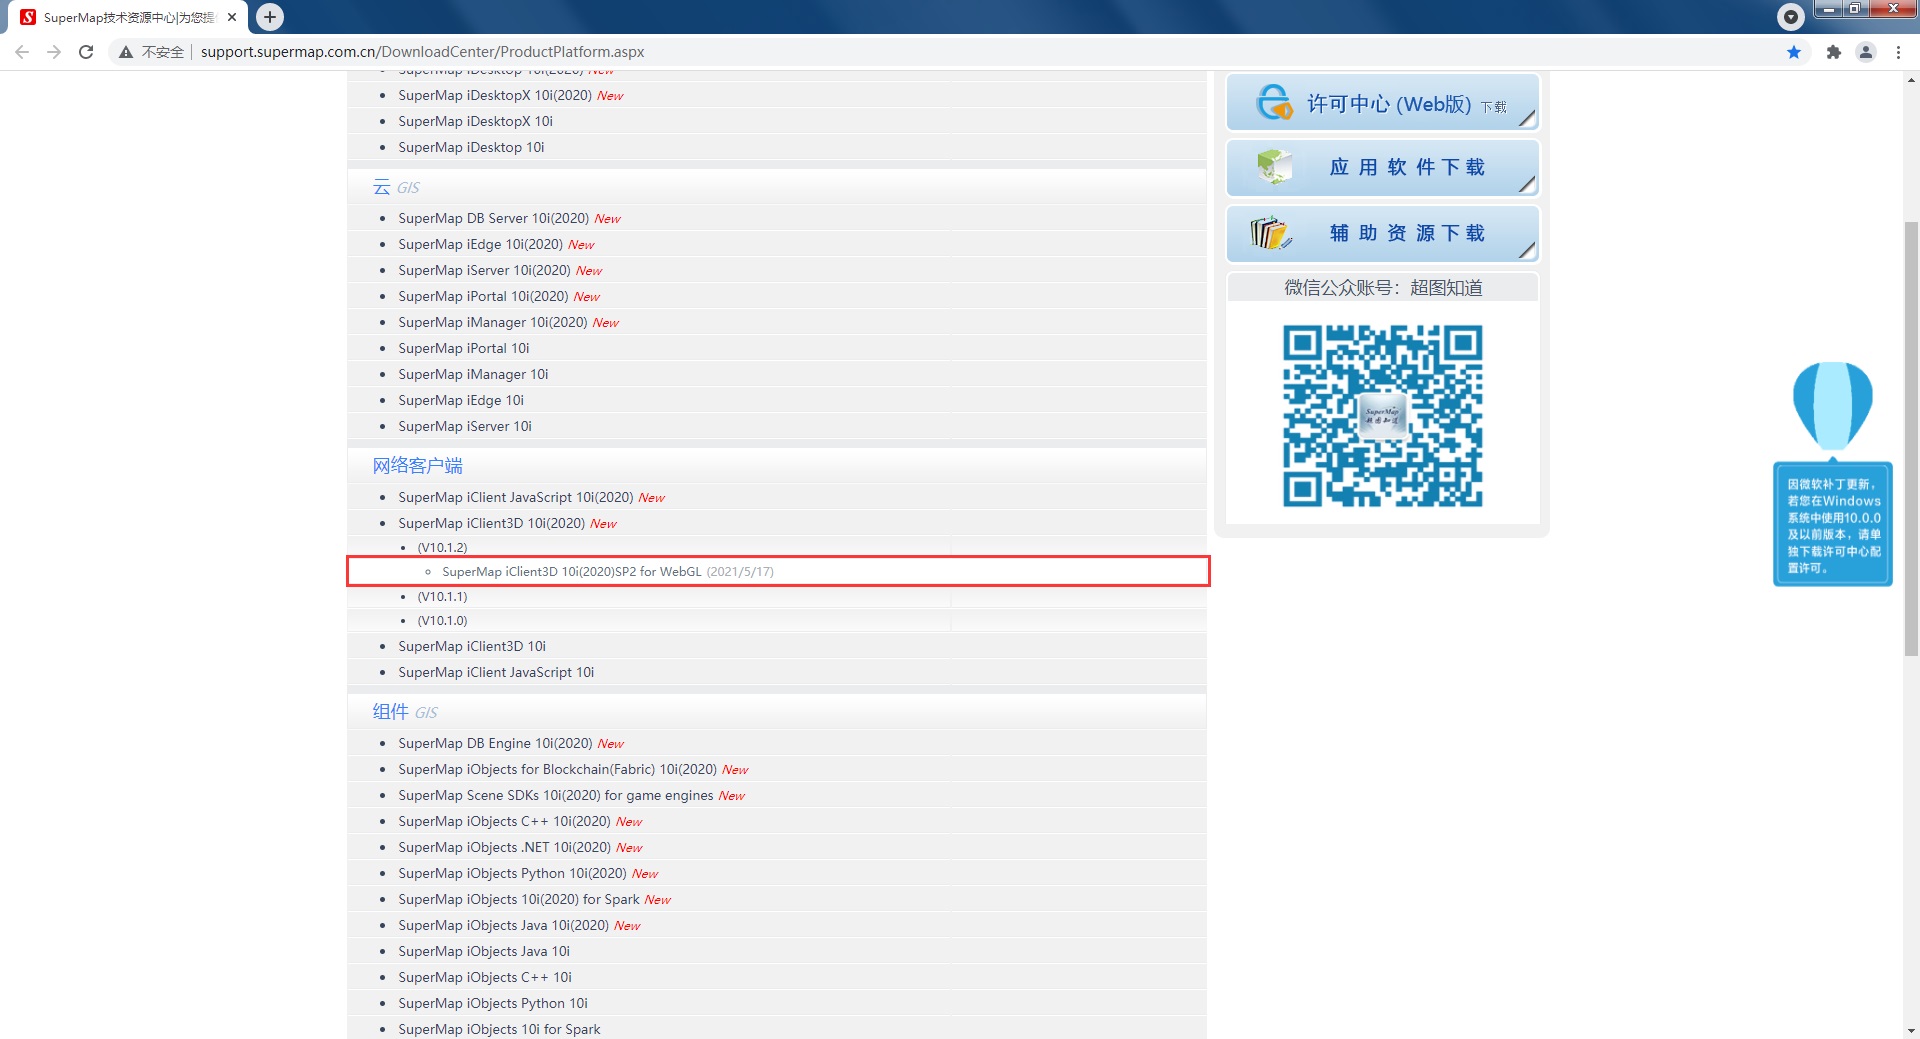 SuperMap技术资源中心|为您提
不安全
support.supermap.com.cn/DownloadCenter/ProductPlatform.aspx
SuperMap iDesktop 10i(2020) New
SuperMap iDesktopX 10i(2020) New
SuperMap iDesktopX 10i
SuperMap iDesktop 10i
云 GIS
SuperMap DB Server 10i(2020) New
SuperMap iEdge 10i(2020) New
SuperMap iServer 10i(2020) New
SuperMap iPortal 10i(2020) New
SuperMap iManager 10i(2020) New
SuperMap iPortal 10i
SuperMap iManager 10i
SuperMap iEdge 10i
SuperMap iServer 10i
网络客户端
SuperMap iClient JavaScript 10i(2020) New
SuperMap iClient3D 10i(2020) New
(V10.1.2)
SuperMap iClient3D 10i(2020)SP2 for WebGL (2021/5/17)
(V10.1.1)
(V10.1.0)
SuperMap iClient3D 10i
SuperMap iClient JavaScript 10i
组件 GIS
SuperMap DB Engine 10i(2020) New
SuperMap iObjects for Blockchain(Fabric) 10i(2020) New
SuperMap Scene SDKs 10i(2020) for game engines New
SuperMap iObjects C++ 10i(2020) New
SuperMap iObjects .NET 10i(2020) New
SuperMap iObjects Python 10i(2020) New
SuperMap iObjects 10i(2020) for Spark New
SuperMap iObjects Java 10i(2020) New
SuperMap iObjects Java 10i
SuperMap iObjects C++ 10i
SuperMap iObjects Python 10i
SuperMap iObjects 10i for Spark
许可中心 (Web版) 下载
应用软件下载
辅助资源下载
微信公众账号：超图知道
SuperMap
超图知道
因微软补丁更新，
若您在Windows
系统中使用10.0.0
及以前版本，请单
独下载许可中心配
置许可。